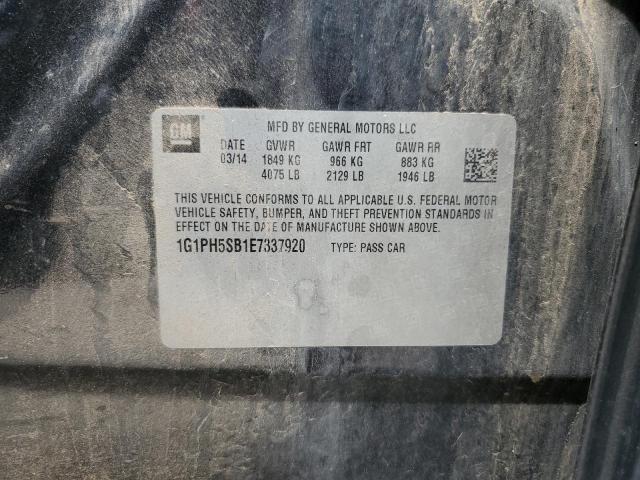 GM
MFD BY GENERAL MOTORS LLC
DATE GVWR GAWR FRT GAWR RR
03/14 1849 KG 966 KG 883 KG
4075 LB 2129 LB 1946 LB
THIS VEHICLE CONFORMS TO ALL APPLICABLE U.S. FEDERAL MOTOR
VEHICLE SAFETY, BUMPER, AND THEFT PREVENTION STANDARDS IN
EFFECT ON THE DATE OF MANUFACTURE SHOWN ABOVE.
1G1PH5SB1E7337920 TYPE: PASS CAR